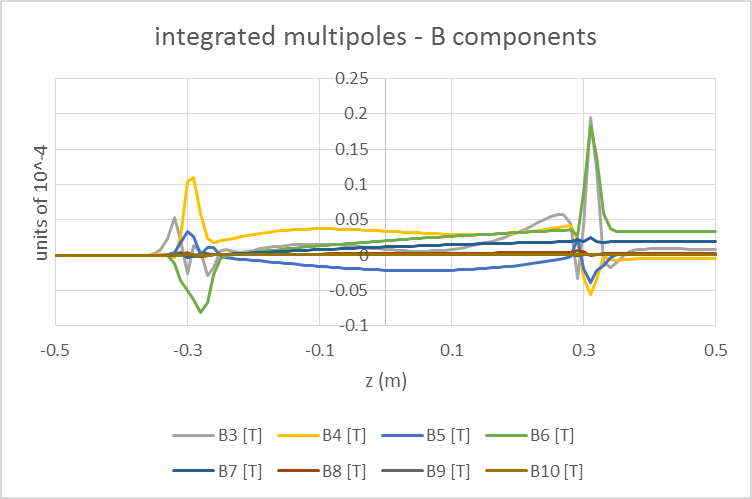 integrated multipoles - B components
0.25
0.2
0.15
0.1
0.05
0
-0.05
-0.1
units of 10^-4
-0.5 -0.3 -0.1 0.1 0.3 0.5
z (m)
B3 [T] B4 [T] B5 [T] B6 [T]
B7 [T] B8 [T] B9 [T] B10 [T]